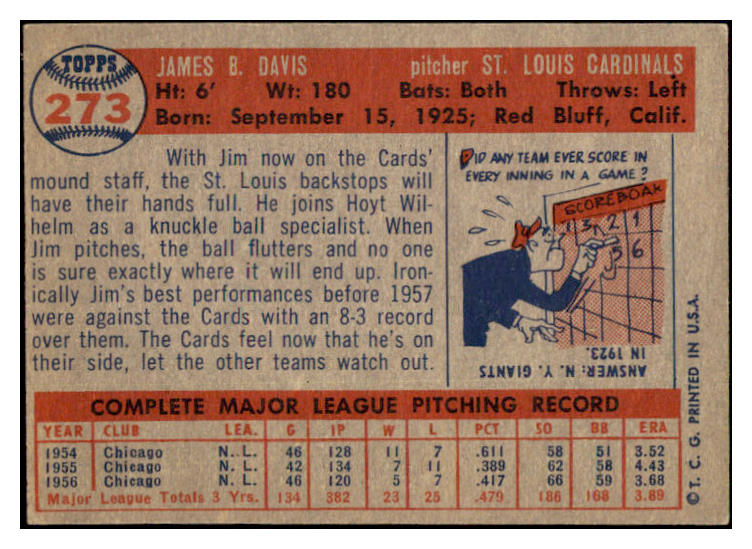 TOPPS
273
JAMES B. DAVIS pitcher ST. LOUIS CARDINALS
Ht: 6' Wt: 180 Bats: Both Throws: Left
Born: September 15, 1925; Red Bluff, Calif.
With Jim now on the Cards'
mound staff, the St. Louis backstops will
have their hands full. He joins Hoyt Wil-
helm as a knuckle ball specialist. When
Jim pitches, the ball flutters and no one
is sure exactly where it will end up. Iron-
ically Jim's best performances before 1957
were against the Cards with an 8-3 record
over them. The Cards feel now that he's on
their side, let the other teams watch out.
DID ANY TEAM EVER SCORE IN
EVERY INNING IN A GAME?
SCOREBOAR
1 3 2 1
5 6
ANSWER: N. Y. GIANTS
IN 1923.
COMPLETE MAJOR LEAGUE PITCHING RECORD
YEAR CLUB LEA. G IP W L PCT SO BB ERA
1954 Chicago N. L. 46 128 11 7 .611 58 51 3.52
1955 Chicago N. L. 42 134 7 11 .389 62 58 4.43
1956 Chicago N. L. 46 120 5 7 .417 66 59 3.68
Major League Totals 3 Yrs. 134 382 23 25 .479 186 168 3.89
© T. C. G. PRINTED IN U.S.A.